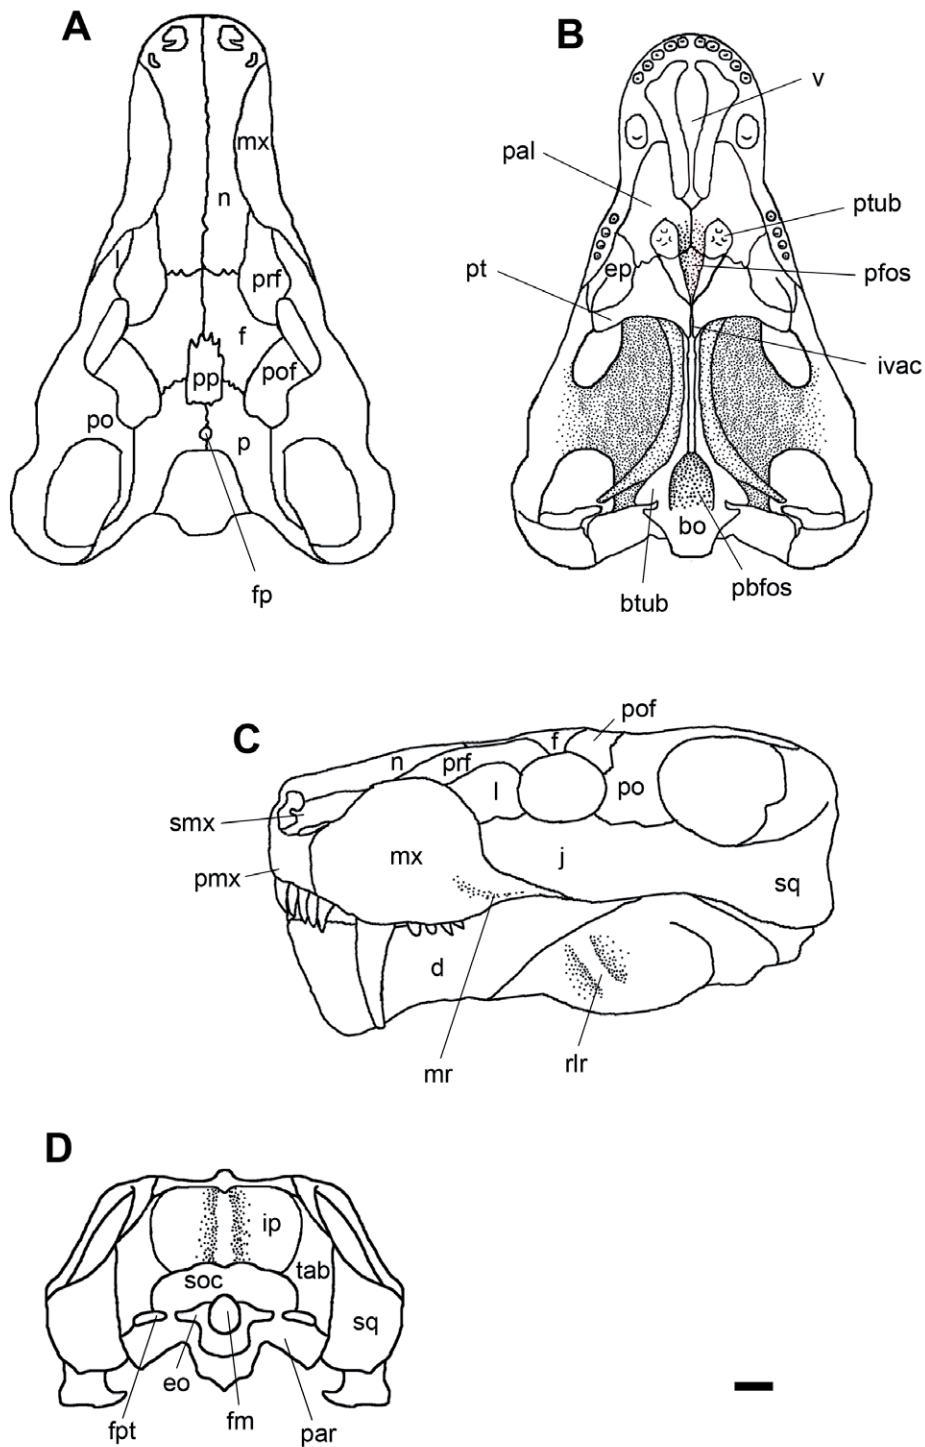 A
mx
n
l
prf
f
pp
pof
po
p
fp
B
v
pal
ptub
pt
ep
pfos
ivac
bo
btub
pbfos
C
pof
f
n
prf
l
po
smx
mx
j
pmx
sq
d
mr
rlr
D
ip
soc
tab
sq
eo
fpt
fm
par